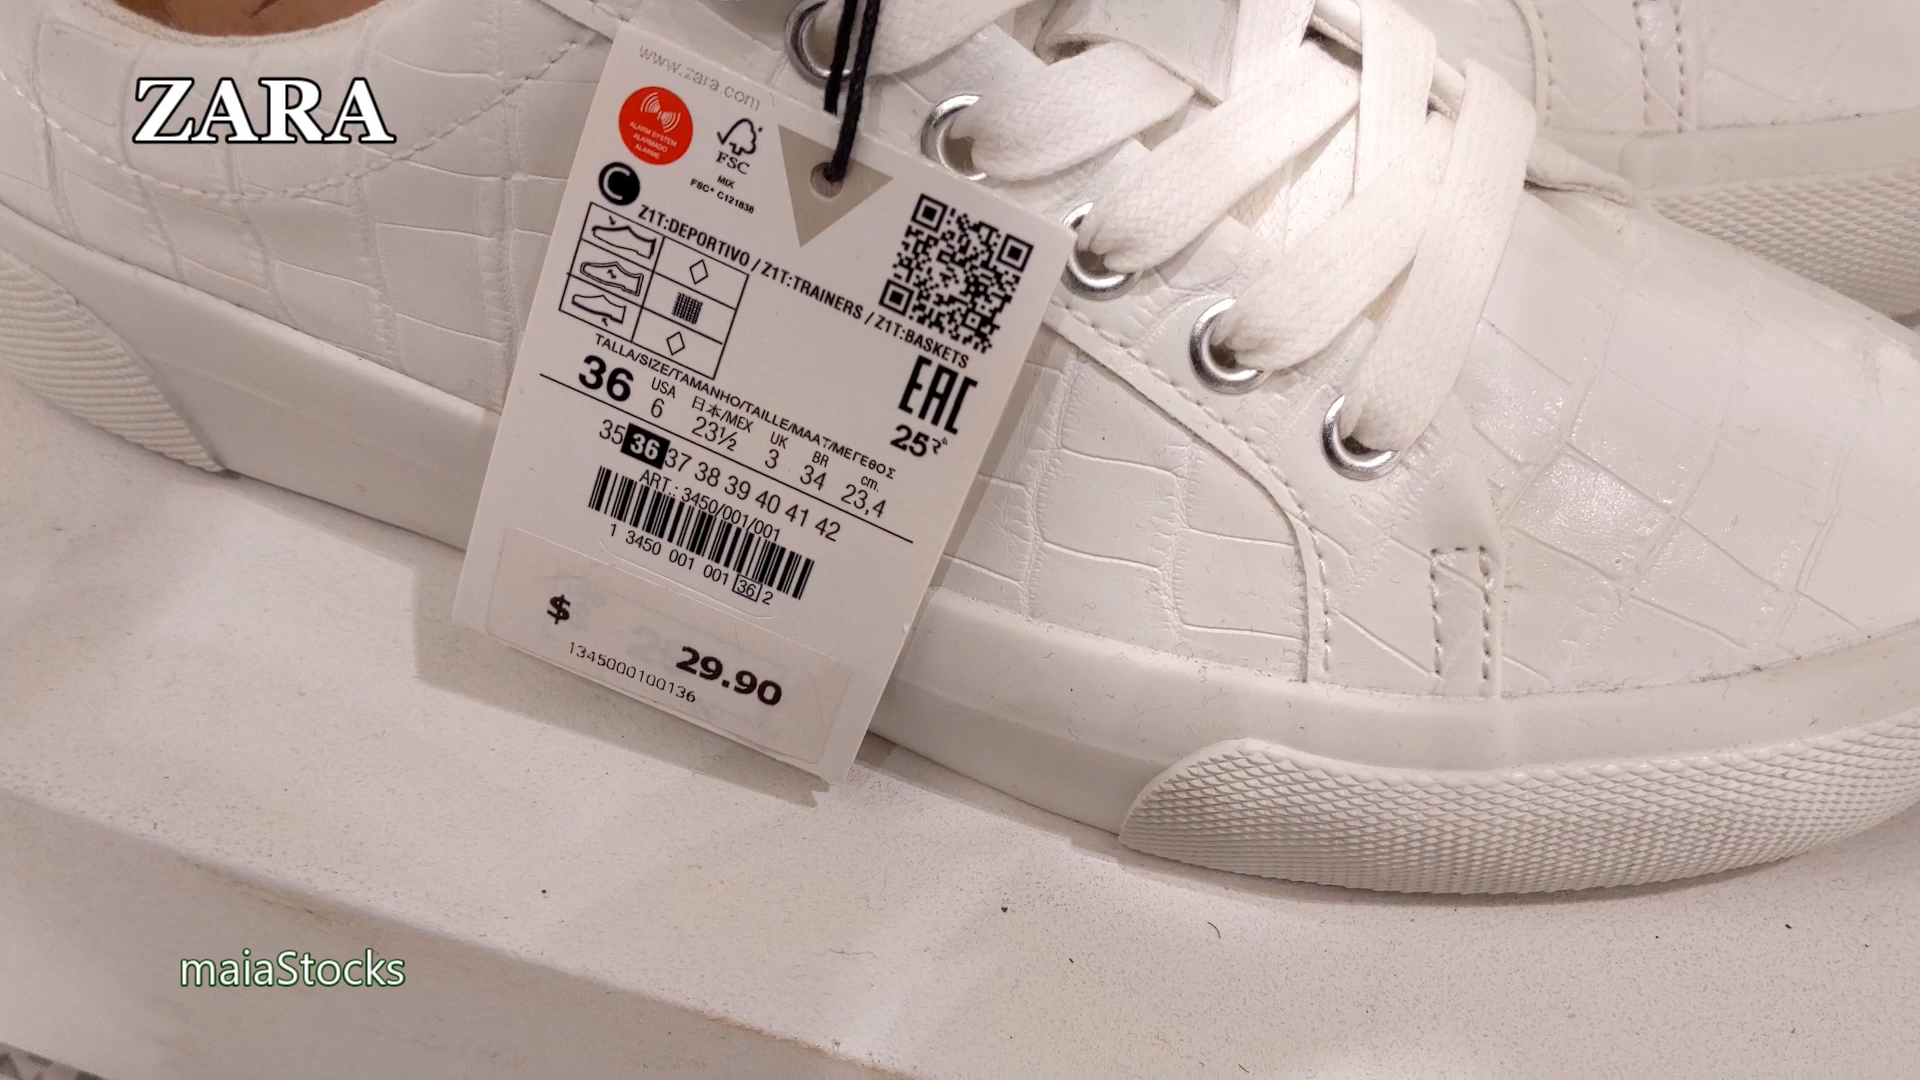 ZARA
www.zara.com
ALARM SYSTEM
ALARMADO
ALARME
FSC
MIX
FSC® C121838
C
Z1T:DEPORTIVO / Z1T:TRAINERS / Z1T:BASKETS
EAC
25
TALLA/SIZE/TAMANHO/TAILLE/MAAT/ΜΕΓΕΘΟΣ
36 USA 6 日本/MEX 23½ UK 3 BR 34 cm. 23,4
35 36 37 38 39 40 41 42
ART.: 3450/001/001
1 3450 001 001 36 2
$ 29.90
1345000100136
maiaStocks